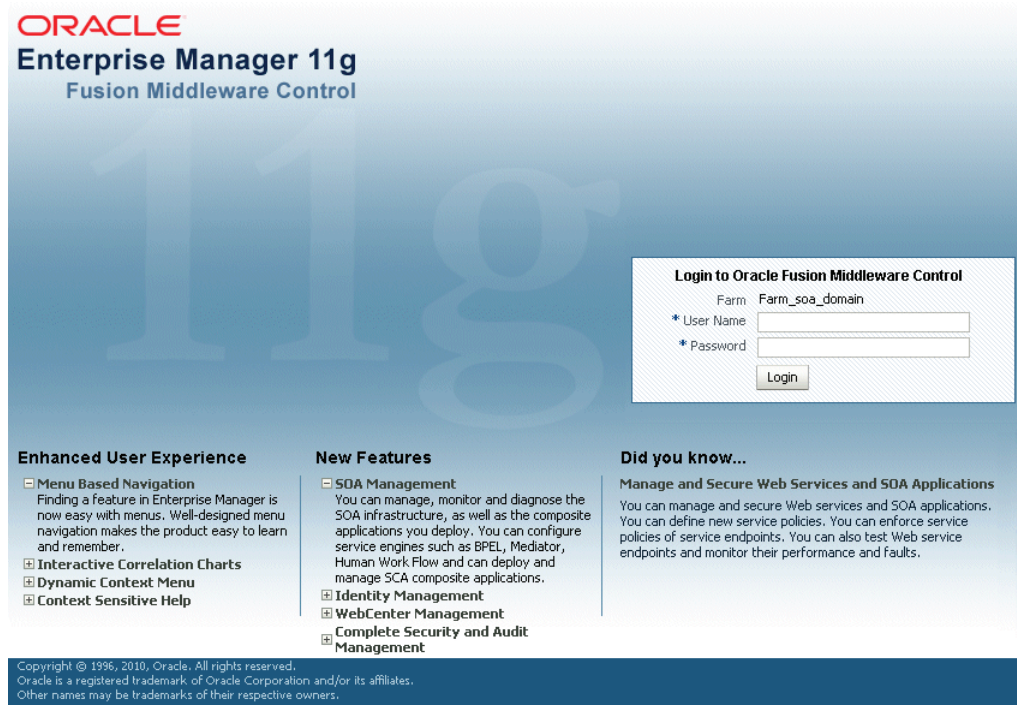 ORACLE
Enterprise Manager 11g
Fusion Middleware Control
11g
Login to Oracle Fusion Middleware Control
Farm Farm_soa_domain
* User Name
* Password
Login
Enhanced User Experience
Menu Based Navigation
Finding a feature in Enterprise Manager is
now easy with menus. Well-designed menu
navigation makes the product easy to learn
and remember.
Interactive Correlation Charts
Dynamic Context Menu
Context Sensitive Help
New Features
SOA Management
You can manage, monitor and diagnose the
SOA infrastructure, as well as the composite
applications you deploy. You can configure
service engines such as BPEL, Mediator,
Human Work Flow and can deploy and
manage SCA composite applications.
Identity Management
WebCenter Management
Complete Security and Audit
Management
Did you know...
Manage and Secure Web Services and SOA Applications
You can manage and secure Web services and SOA applications.
You can define new service policies. You can enforce service
policies of service endpoints. You can also test Web service
endpoints and monitor their performance and faults.
Copyright © 1996, 2010, Oracle. All rights reserved.
Oracle is a registered trademark of Oracle Corporation and/or its affiliates.
Other names may be trademarks of their respective owners.